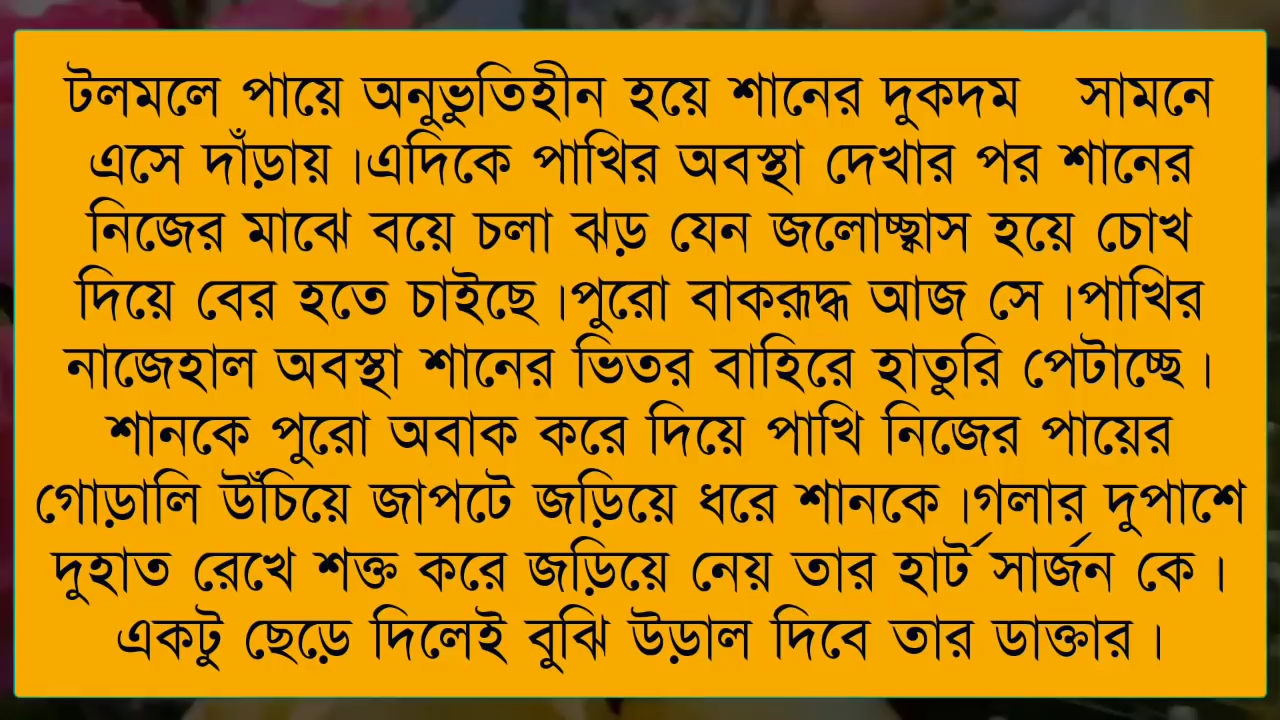 টলমলে পায়ে অনুভুতিহীন হয়ে শানের দুকদম সামনে
এসে দাঁড়ায়।এদিকে পাখির অবস্থা দেখার পর শানের
নিজের মাঝে বয়ে চলা ঝড় যেন জলোচ্ছ্বাস হয়ে চোখ
দিয়ে বের হতে চাইছে।পুরো বাকরূদ্ধ আজ সে।পাখির
নাজেহাল অবস্থা শানের ভিতর বাহিরে হাতুরি পেটাচ্ছে।
শানকে পুরো অবাক করে দিয়ে পাখি নিজের পায়ের
গোড়ালি উঁচিয়ে জাপটে জড়িয়ে ধরে শানকে।গলার দুপাশে
দুহাত রেখে শক্ত করে জড়িয়ে নেয় তার হার্ট সার্জন কে।
একটু ছেড়ে দিলেই বুঝি উড়াল দিবে তার ডাক্তার।